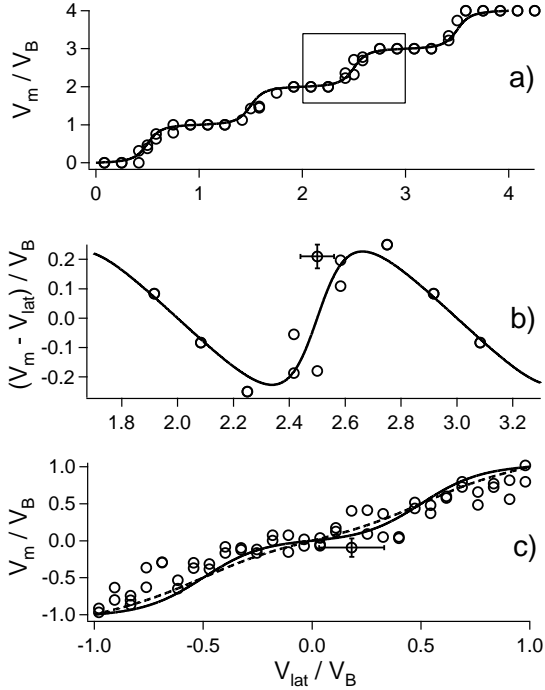 4
3
2
1
0
V_m / V_B
a)
0 1 2 3 4
0.2
0.1
0.0
-0.1
-0.2
(V_m - V_lat) / V_B
b)
1.8 2.0 2.2 2.4 2.6 2.8 3.0 3.2
1.0
0.5
0.0
-0.5
-1.0
V_m / V_B
c)
-1.0 -0.5 0.0 0.5 1.0
V_lat / V_B